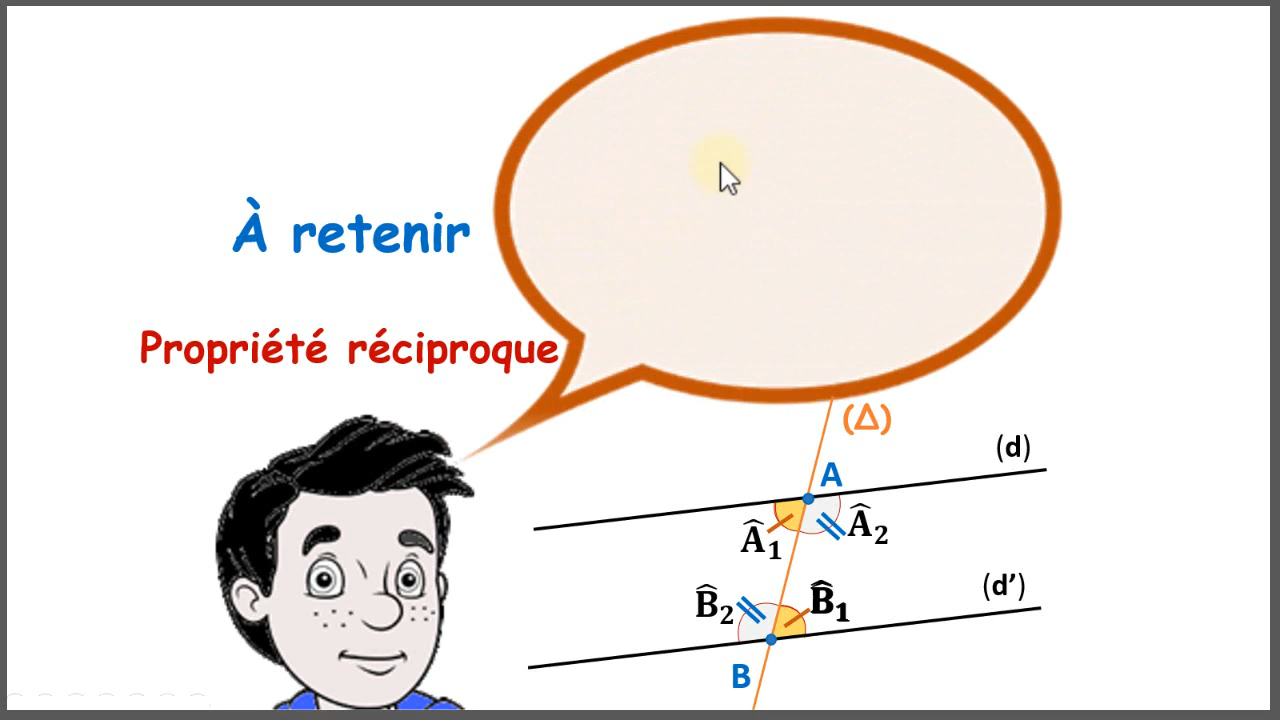 À retenir
Propriété réciproque
(Δ)
(d)
A
Â₁
Â₂
(d’)
B̂₂
B̂₁
B